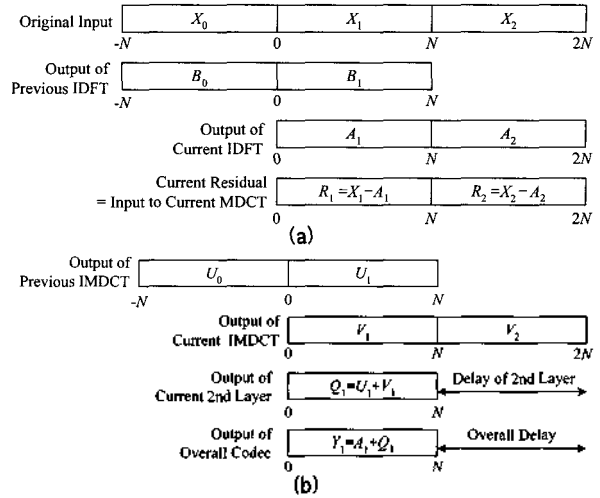 Original Input
X0 X1 X2
-N 0 N 2N
Output of
Previous IDFT
B0 B1
-N 0 N
Output of
Current IDFT
A1 A2
0 N 2N
Current Residual
= Input to Current MDCT
R1 =X1-A1 R2 =X2-A2
0 N 2N
(a)
Output of
Previous IMDCT
U0 U1
-N 0 N
Output of
Current IMDCT
V1 V2
0 N 2N
Output of
Current 2nd Layer
Q1=U1+V1 Delay of 2nd Layer
0 N
Output of
Overall Codec
Y1=A1+Q1 Overall Delay
0 N
(b)